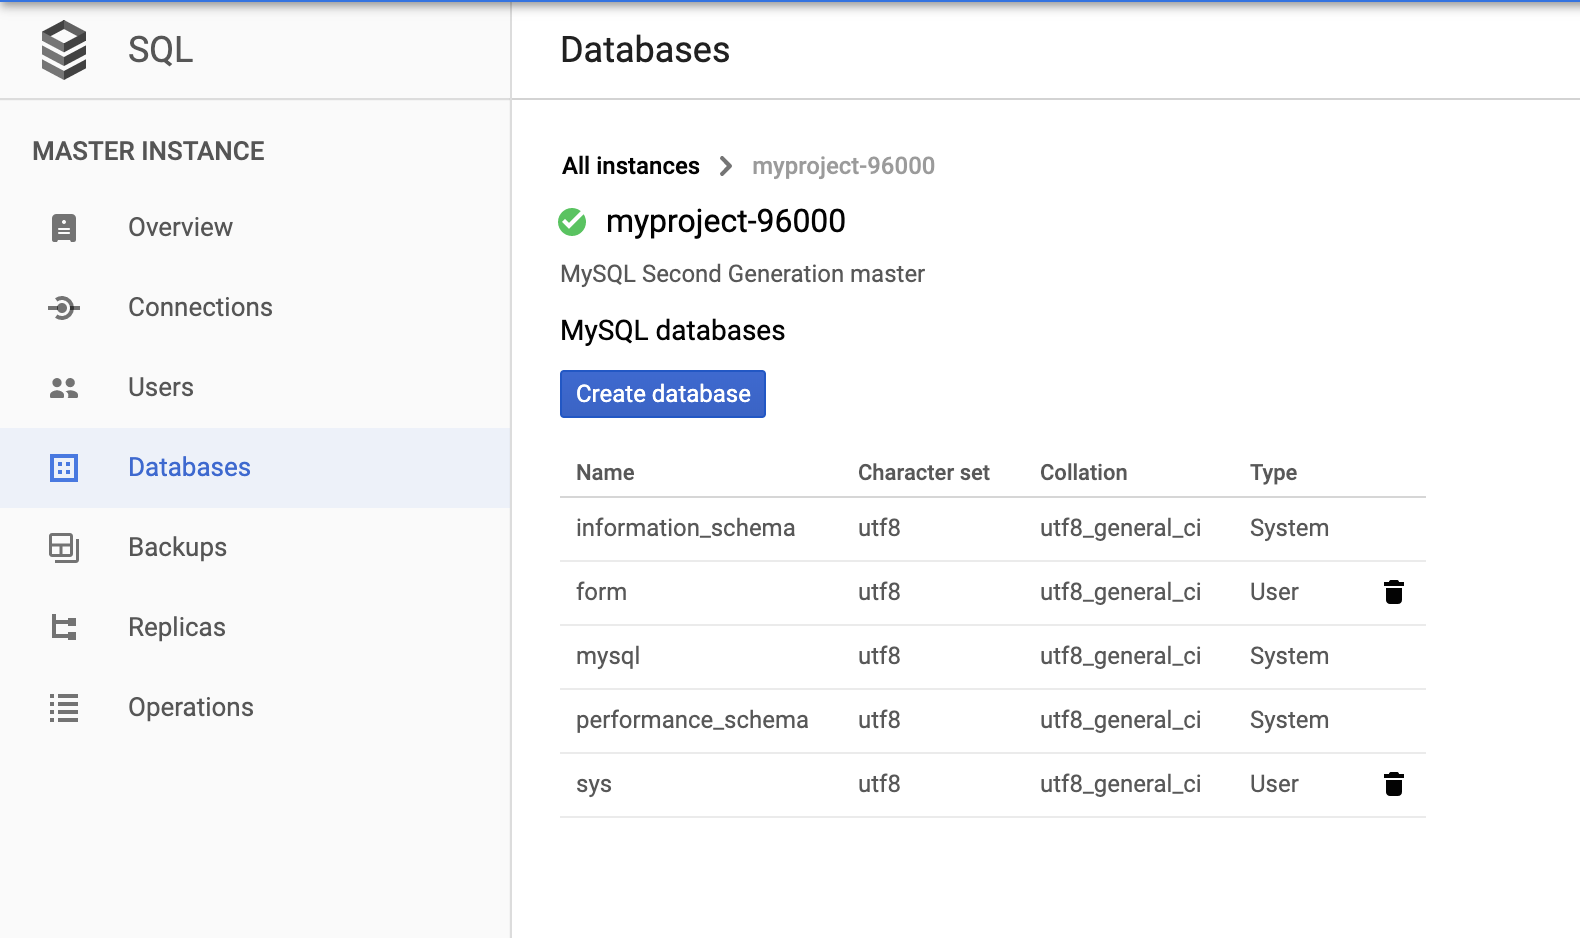 SQL
Databases
MASTER INSTANCE
Overview
Connections
Users
Databases
Backups
Replicas
Operations
All instances myproject-96000
myproject-96000
MySQL Second Generation master
MySQL databases
Create database
Name Character set Collation Type
information_schema utf8 utf8_general_ci System
form utf8 utf8_general_ci User
mysql utf8 utf8_general_ci System
performance_schema utf8 utf8_general_ci System
sys utf8 utf8_general_ci User